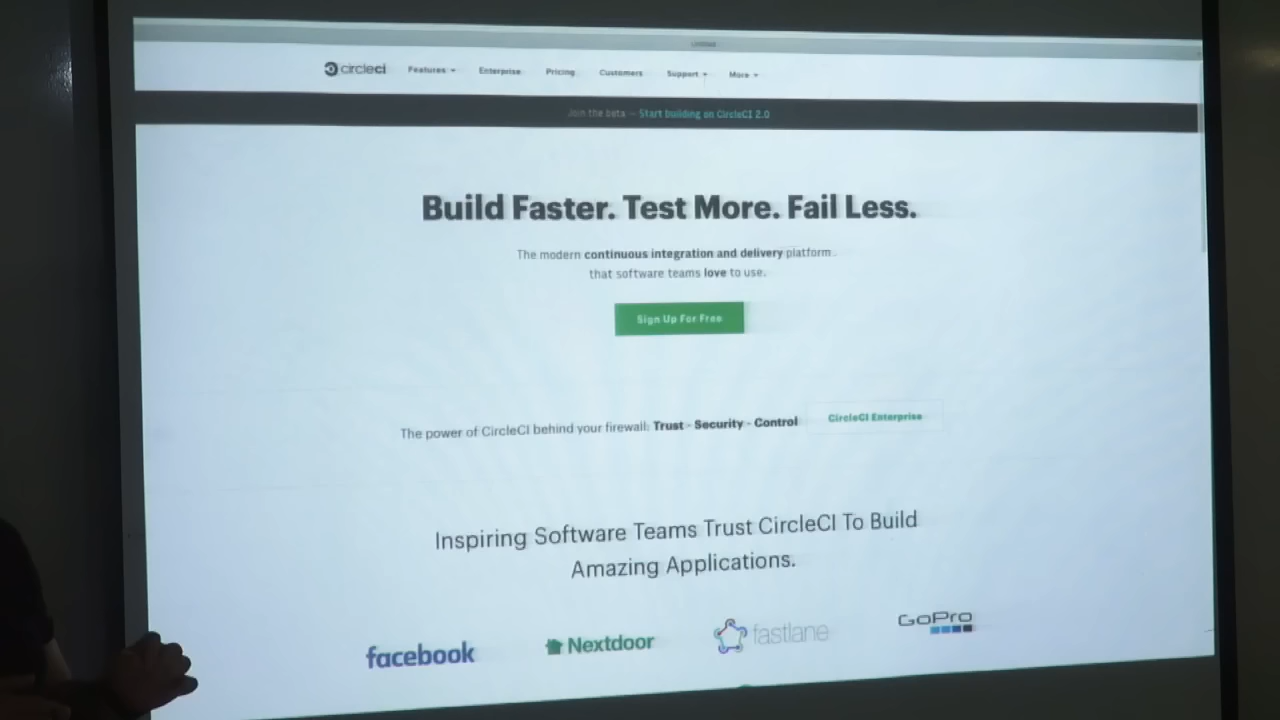 Untitled
circleci Features Enterprise Pricing Customers Support More
Join the beta — Start building on CircleCI 2.0
Build Faster. Test More. Fail Less.
The modern continuous integration and delivery platform
that software teams love to use.
Sign Up For Free
The power of CircleCI behind your firewall: Trust - Security - Control CircleCI Enterprise
Inspiring Software Teams Trust CircleCI To Build
Amazing Applications.
facebook Nextdoor fastlane GoPro